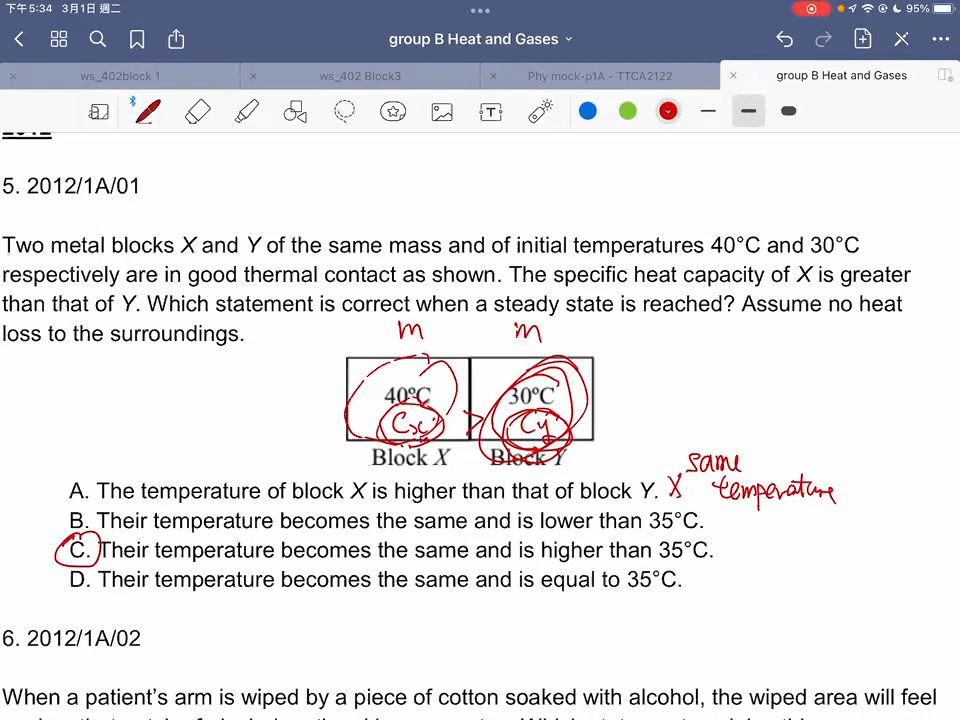 下午5:34 3月1日 週二
95%
group B Heat and Gases
ws_402block 1
ws_402 Block3
Phy mock-p1A - TTCA2122
group B Heat and Gases
2012
5. 2012/1A/01
Two metal blocks X and Y of the same mass and of initial temperatures 40°C and 30°C
respectively are in good thermal contact as shown. The specific heat capacity of X is greater
than that of Y. Which statement is correct when a steady state is reached? Assume no heat
loss to the surroundings.
m m
40ºC 30ºC
Cx > Cy
Block X Block Y
same
A. The temperature of block X is higher than that of block Y. X temperature
B. Their temperature becomes the same and is lower than 35°C.
C. Their temperature becomes the same and is higher than 35°C.
D. Their temperature becomes the same and is equal to 35°C.
6. 2012/1A/02
When a patient's arm is wiped by a piece of cotton soaked with alcohol, the wiped area will feel